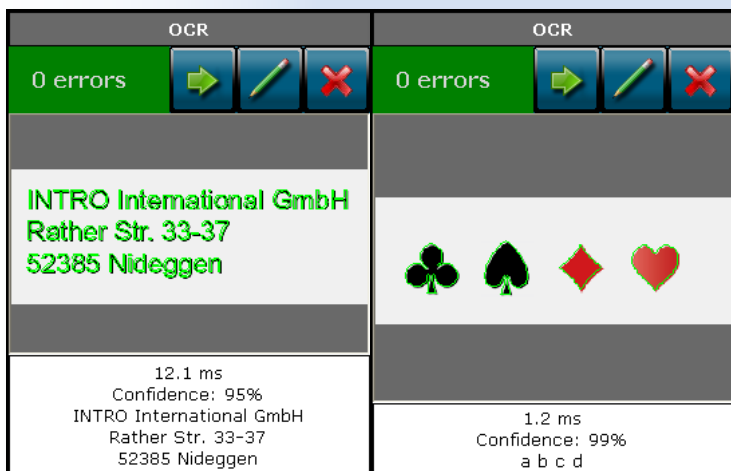 OCR
0 errors
INTRO International GmbH
Rather Str. 33-37
52385 Nideggen
12.1 ms
Confidence: 95%
INTRO International GmbH
Rather Str. 33-37
52385 Nideggen
OCR
0 errors
1.2 ms
Confidence: 99%
a b c d